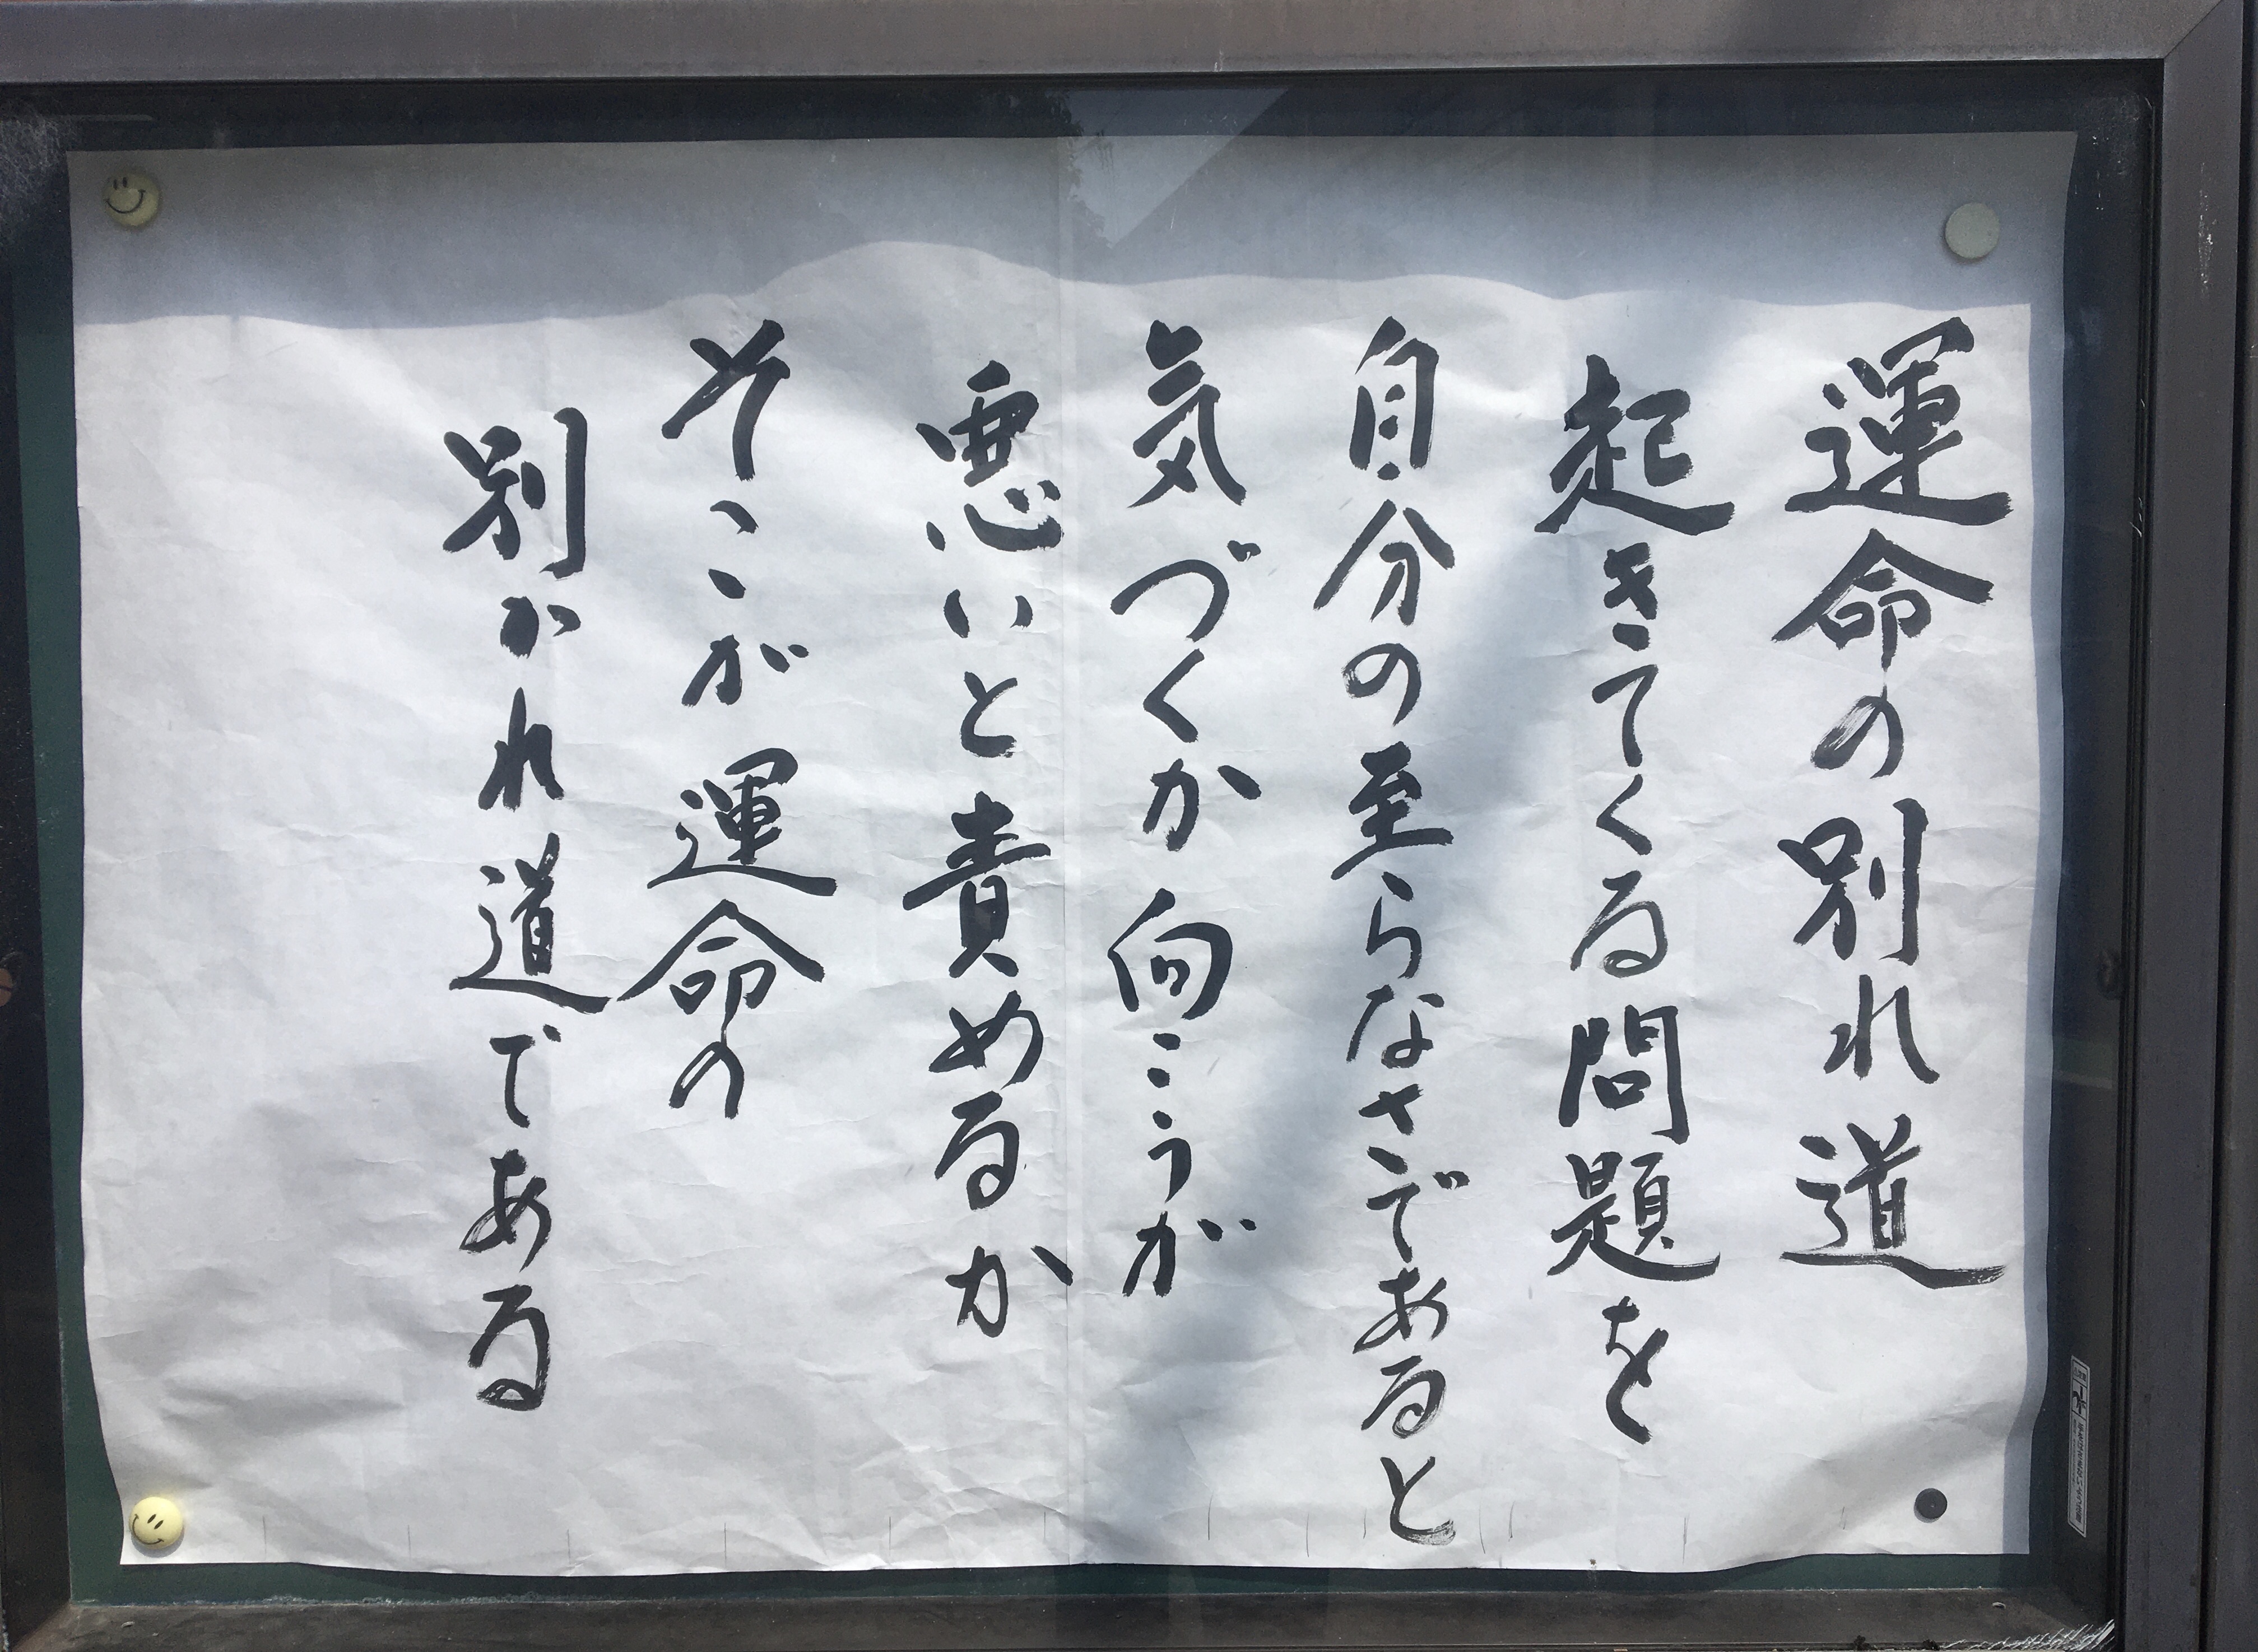 運命の別れ道
起きてくる問題を
自分の至らなさであると
気づくか向こうが
悪いと責めるか
そこが運命の
別かれ道である